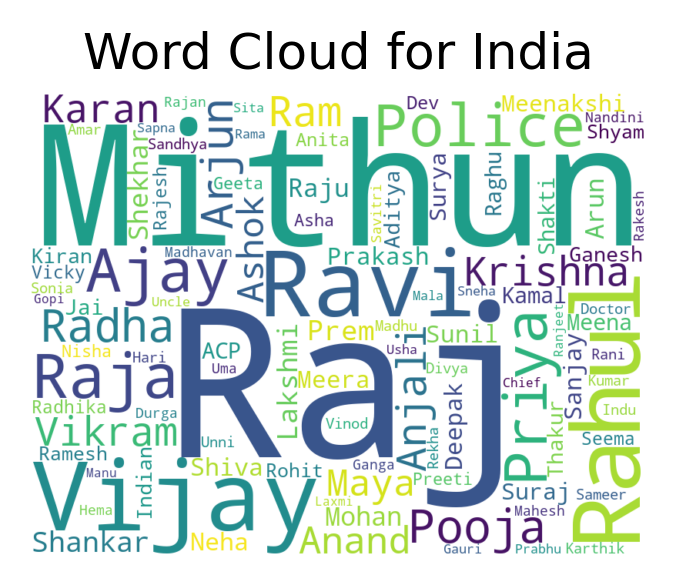 Word Cloud for India
Karan
Rajan
Sita
Ram
Dev
Meenakshi
Amar
Sapna
Rama
Police
Nandini
Shyam
Sandhya
Anita
Mithun
Shekhar
Rajesh
Arjun
Geeta
Raju
Savitri
Aditya
Surya
Raghu
Shakti
Arun
Rakesh
Asha
Ashok
Kiran
Madhavan
Prakash
Ganesh
Vicky
Ajay
Ravi
Krishna
Sonia
Gopi
Jai
Uncle
Mala
Sneha
Kamal
Doctor
Radha
Raj
Prem
Madhu
Sunil
Priya
Ranjeet
Meena
Rahul
Nisha
Hari
ACP
Usha
Sanjay
Rani
Raja
Uma
Lakshmi
Meera
Anjali
Divya
Chief
Kumar
Radhika
Durga
Deepak
Indu
Vikram
Unni
Vinod
Rekha
Thakur
Seema
Ramesh
Manu
Indian
Shiva
Rohit
Ganga
Preeti
Vijay
Maya
Suraj
Sameer
Hema
Laxmi
Mohan
Pooja
Mahesh
Shankar
Neha
Anand
Gauri
Prabhu
Karthik